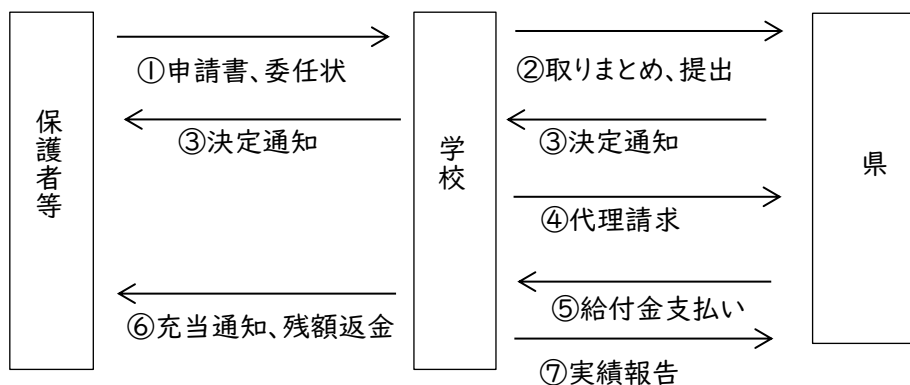 ①申請書、委任状
②取りまとめ、提出
保護者等
③決定通知
学校
③決定通知
県
④代理請求
⑤給付金支払い
⑥充当通知、残額返金
⑦実績報告